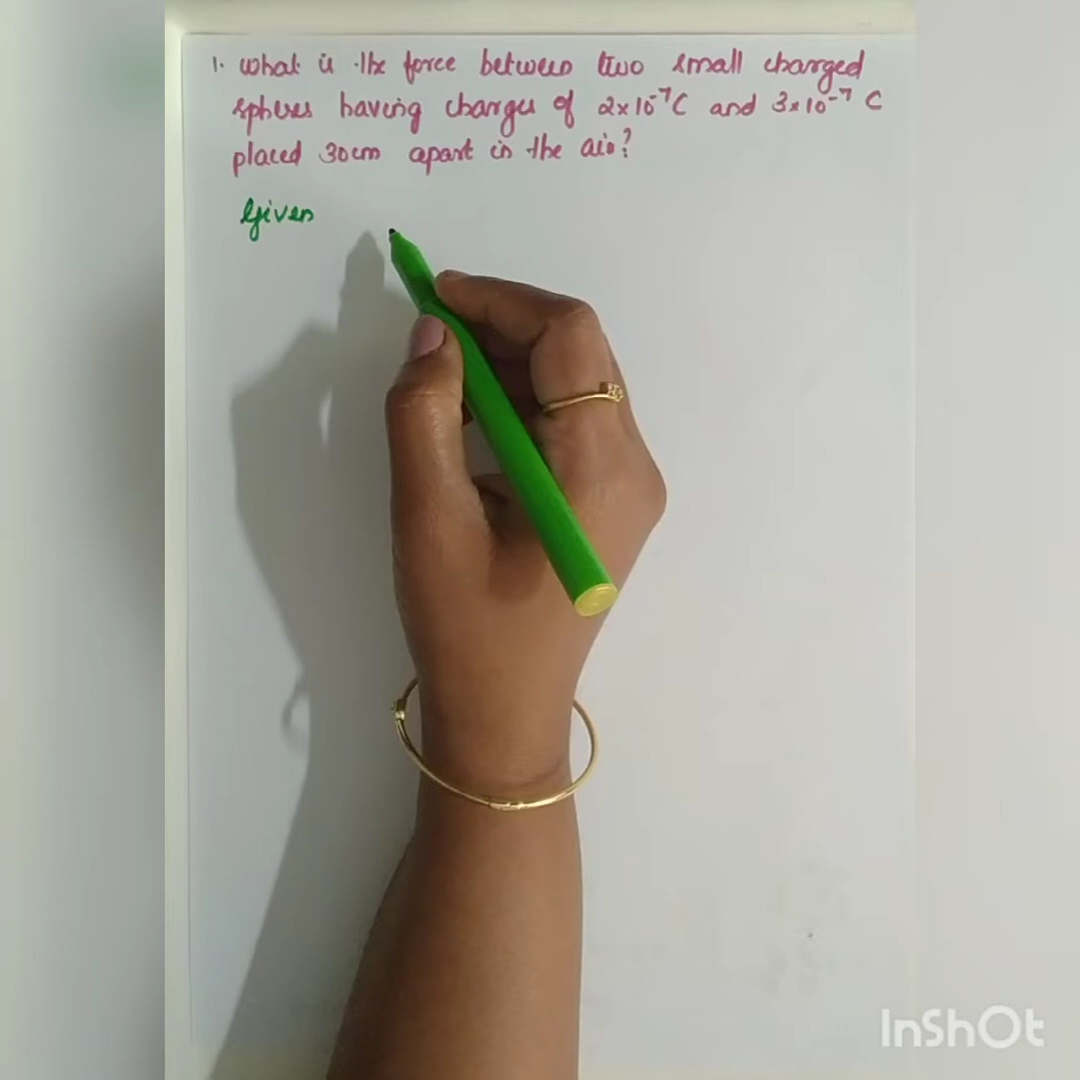 1. What is the force between two small charged
spheres having charges of 2×10⁻⁷C and 3×10⁻⁷ C
placed 30cm apart in the air?
Given
InShOt